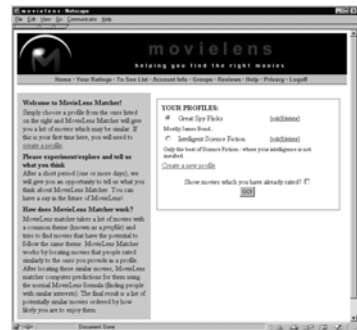 movielens - Netscape
File Edit View Go Communicator Help
movielens
helping you find the right movies
Home - Your Ratings - To See List - Account Info - Groups - Reviews - Help - Privacy - Logoff
Welcome to MovieLens Matcher!
Simply choose a profile from the ones listed
on the right and MovieLens Matcher will give
you a list of movies which may be similar. If
this is your first time here, you will need to
create a profile.
Please experiment/explore and tell us
what you think
After a short period (one or more days), we
will give you an opportunity to tell us what you
think about MovieLens Matcher. You can
have a say in the future of MovieLens!
How does MovieLens Matcher work?
MovieLens matcher takes a list of movies with
a common theme (known as a profile) and
tries to find movies that have the potential to
follow the same theme. MovieLens Matcher
works by locating movies that people rated
similarly to the ones you provide in a profile.
After locating these similar movies, MovieLens
matcher computes predictions for them using
the normal MovieLens formula (finding people
with similar interests). The final result is a list of
potentially similar movies ordered by how
likely you are to enjoy them.
YOUR PROFILES:
Great Spy Flicks [edit][delete]
Mostly James Bond..
Intelligent Science Fiction [edit][delete]
Only the best of Science Fiction - where your intelligence is not
insulted.
Create a new profile
Show movies which you have already rated?
GO
Document Done